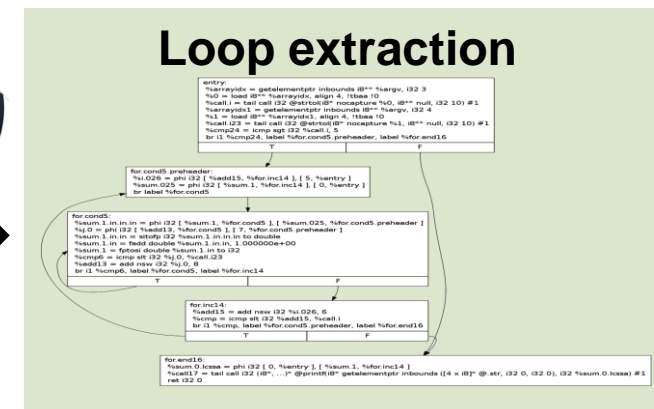 Loop extraction
entry:
%arrayidx = getelementptr inbounds i8** %argv, i32 3
%0 = load i8** %arrayidx, align 4, !tbaa !0
%call.i = tail call i32 @strtol(i8* nocapture %0, i8** null, i32 10) #1
%arrayidx1 = getelementptr inbounds i8** %argv, i32 4
%1 = load i8** %arrayidx1, align 4, !tbaa !0
%call.i23 = tail call i32 @strtol(i8* nocapture %1, i8** null, i32 10) #1
%cmp24 = icmp sgt i32 %call.i, 5
br i1 %cmp24, label %for.cond5.preheader, label %for.end16
T F
for.cond5.preheader:
%i.026 = phi i32 [ %add15, %for.inc14 ], [ 5, %entry ]
%sum.025 = phi i32 [ %sum.1, %for.inc14 ], [ 0, %entry ]
br label %for.cond5
for.cond5:
%sum.1.in.in.in = phi i32 [ %sum.1, %for.cond5 ], [ %sum.025, %for.cond5.preheader ]
%j.0 = phi i32 [ %add13, %for.cond5 ], [ 7, %for.cond5.preheader ]
%sum.1.in.in = sitofp i32 %sum.1.in.in.in to double
%sum.1.in = fadd double %sum.1.in.in, 1.000000e+00
%sum.1 = fptosi double %sum.1.in to i32
%cmp6 = icmp slt i32 %j.0, %call.i23
%add13 = add nsw i32 %j.0, 8
br i1 %cmp6, label %for.cond5, label %for.inc14
T F
for.inc14:
%add15 = add nsw i32 %i.026, 6
%cmp = icmp slt i32 %add15, %call.i
br i1 %cmp, label %for.cond5.preheader, label %for.end16
T F
for.end16:
%sum.0.lcssa = phi i32 [ 0, %entry ], [ %sum.1, %for.inc14 ]
%call17 = tail call i32 (i8*, ...)* @printf(i8* getelementptr inbounds ([4 x i8]* @.str, i32 0, i32 0), i32 %sum.0.lcssa) #1
ret i32 0